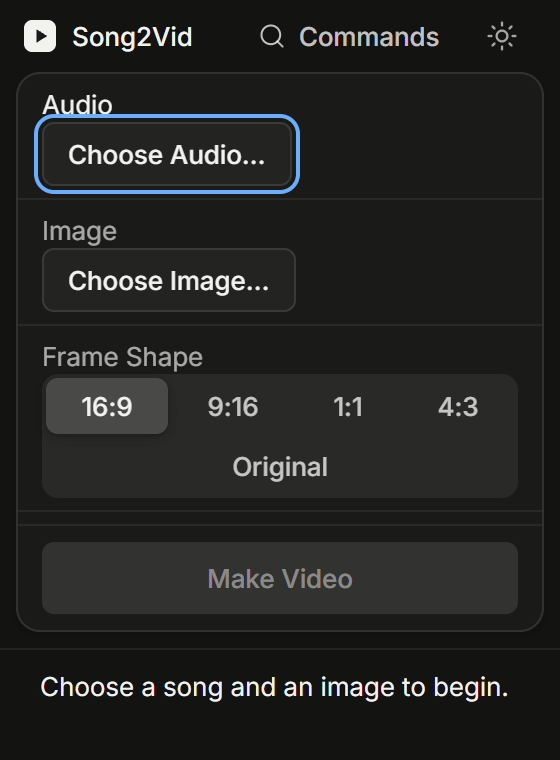 Song2Vid Commands
Audio
Choose Audio...
Image
Choose Image...
Frame Shape
16:9 9:16 1:1 4:3
Original
Make Video
Choose a song and an image to begin.